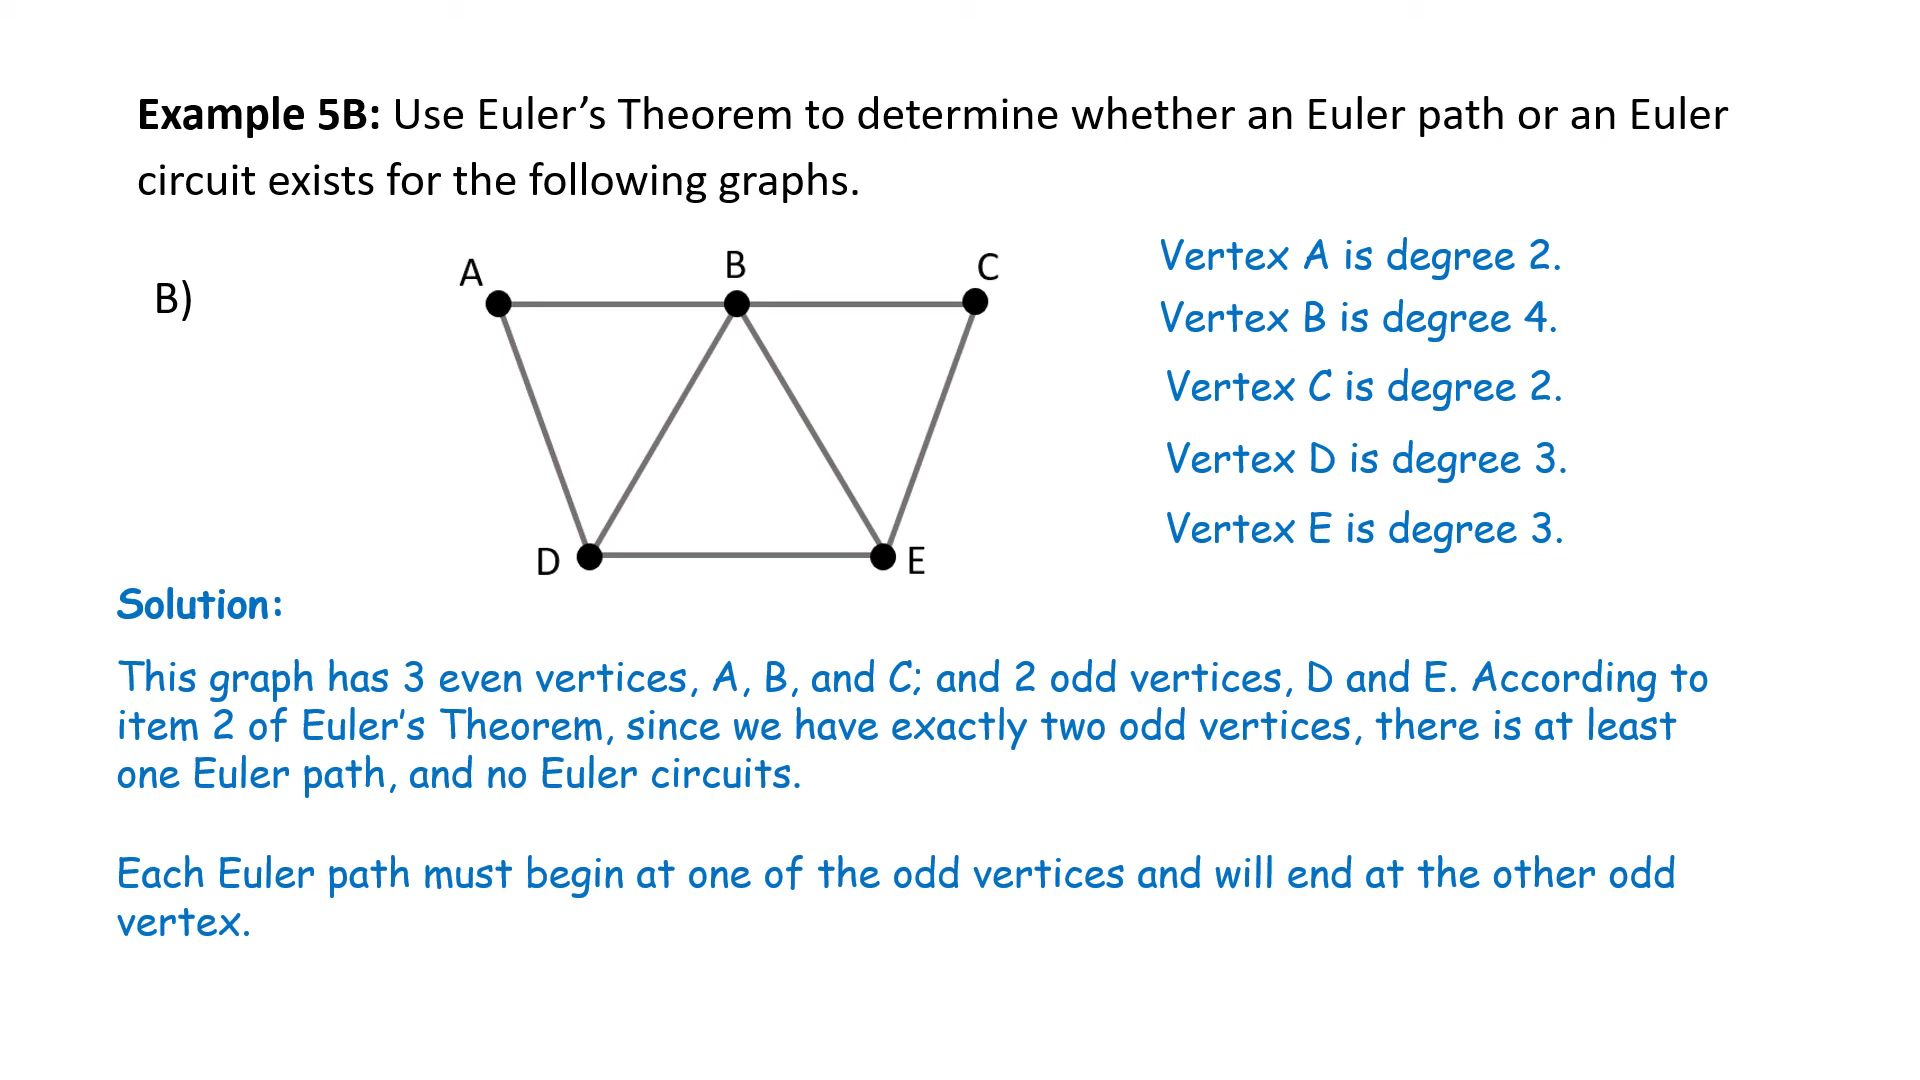 Example 5B: Use Euler’s Theorem to determine whether an Euler path or an Euler
circuit exists for the following graphs.
B)
A
B
C
D
E
Vertex A is degree 2.
Vertex B is degree 4.
Vertex C is degree 2.
Vertex D is degree 3.
Vertex E is degree 3.
Solution:
This graph has 3 even vertices, A, B, and C; and 2 odd vertices, D and E. According to
item 2 of Euler’s Theorem, since we have exactly two odd vertices, there is at least
one Euler path, and no Euler circuits.
Each Euler path must begin at one of the odd vertices and will end at the other odd
vertex.